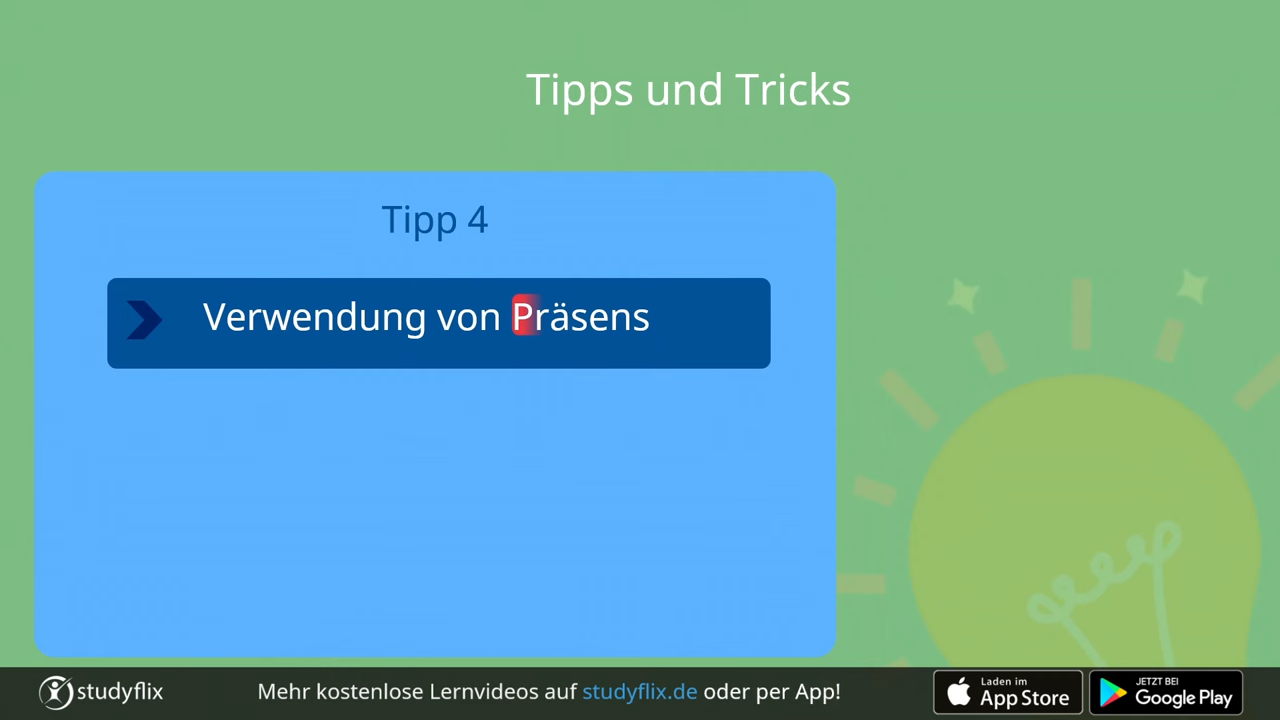 Tipps und Tricks
Tipp 4
Verwendung von Präsens
studyflix
Mehr kostenlose Lernvideos auf studyflix.de oder per App!
Laden im
App Store
JETZT BEI
Google Play